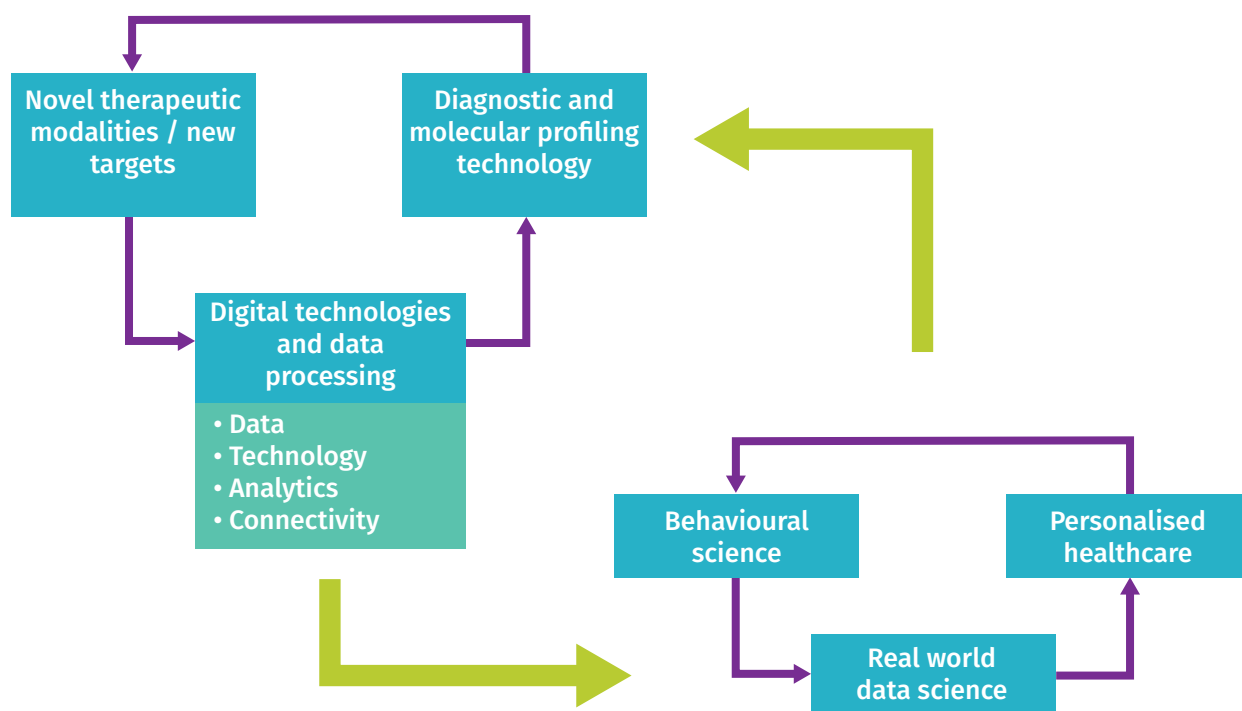 Novel therapeutic
modalities / new
targets
Diagnostic and
molecular profiling
technology
Digital technologies
and data
processing
• Data
• Technology
• Analytics
• Connectivity
Behavioural
science
Personalised
healthcare
Real world
data science